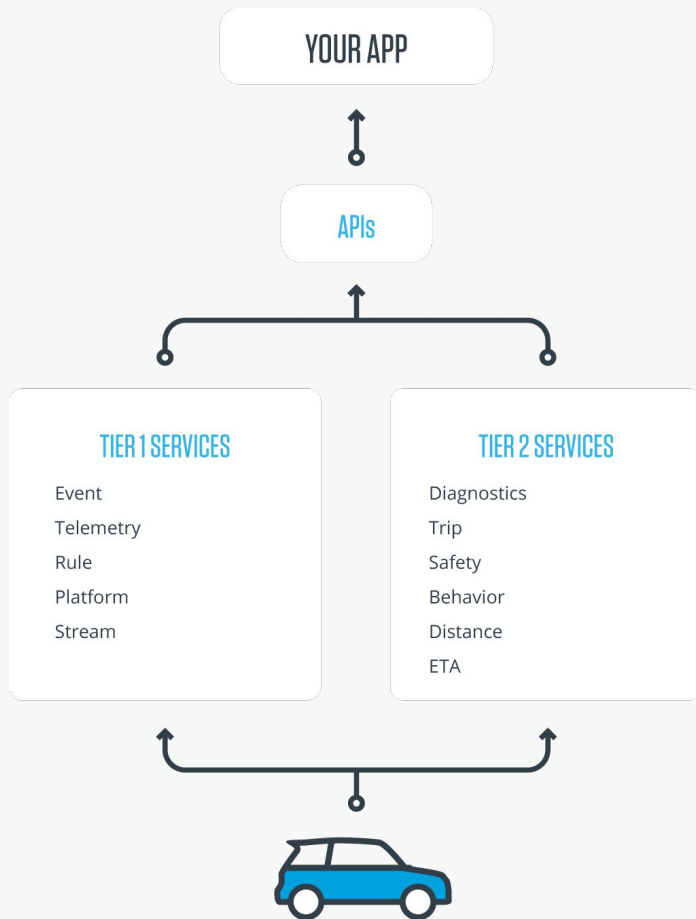 YOUR APP
APIs
TIER 1 SERVICES
Event
Telemetry
Rule
Platform
Stream
TIER 2 SERVICES
Diagnostics
Trip
Safety
Behavior
Distance
ETA